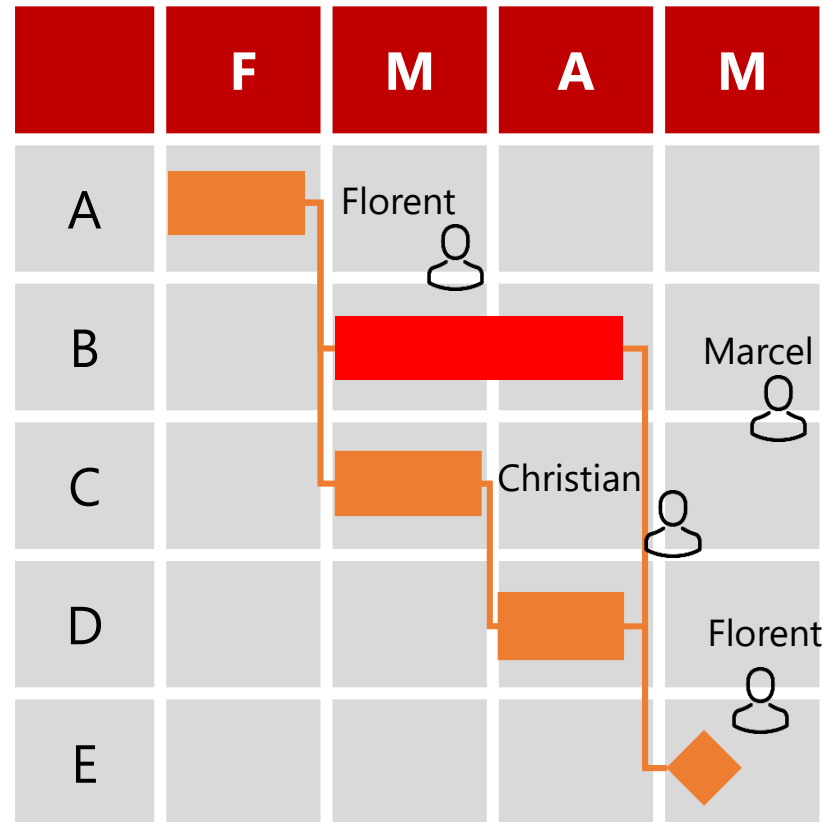 F M A M
A Florent
B Marcel
C Christian
D Florent
E